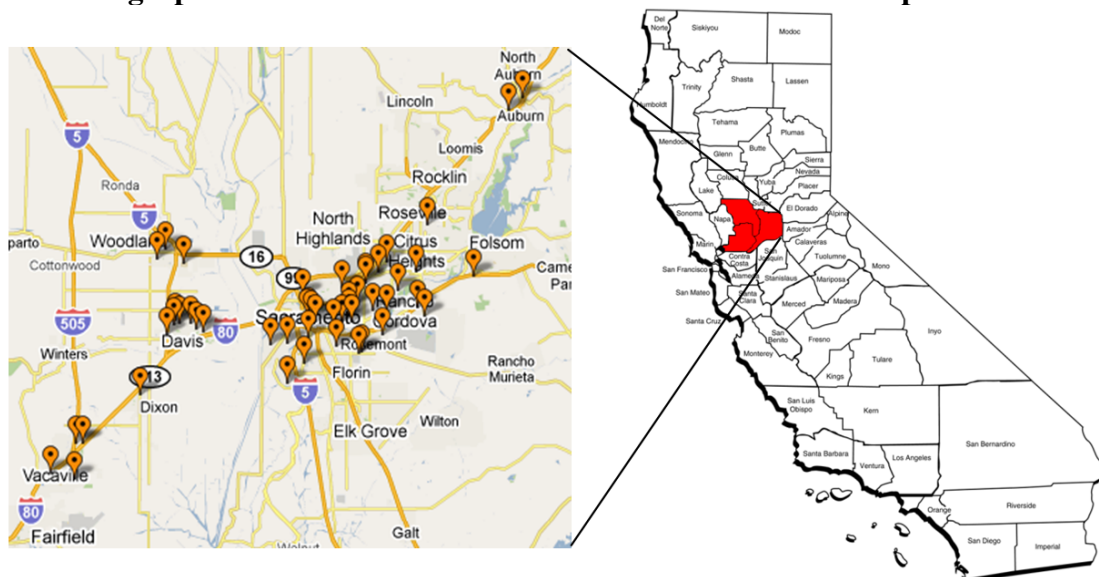 North
Auburn
Auburn
Lincoln
Loomis
Rocklin
Roseville
5
Ronda
5
North
Highlands
Citrus
Heights
Folsom
Woodlan
parto
Cottonwood
16
Came
Pa
505
Davis
80
Sacramento
Cordova
Rosemont
Winters
Rancho
Murieta
Florin
5
13
Dixon
Elk Grove
Wilton
Vacaville
80
Fairfield
Galt
Del
Norte
Siskiyou
Modoc
Trinity
Shasta
Lassen
Humboldt
Tehama
Plumas
Mendocino
Glenn
Butte
Sierra
Nevada
Colusa
Yuba
Placer
Lake
El Dorado
Sonoma
Napa
Alpine
Amador
Marin
Calaveras
San
Joaquin
Contra
Costa
Tuolumne
San Francisco
Alameda
Stanislaus
Mono
Mariposa
San Mateo
Santa
Clara
Merced
Madera
Santa Cruz
San
Benito
Fresno
Inyo
Monterey
Tulare
Kings
San Luis
Obispo
Kern
San Bernardino
Santa Barbara
Ventura
Los Angeles
Orange
Riverside
San Diego
Imperial